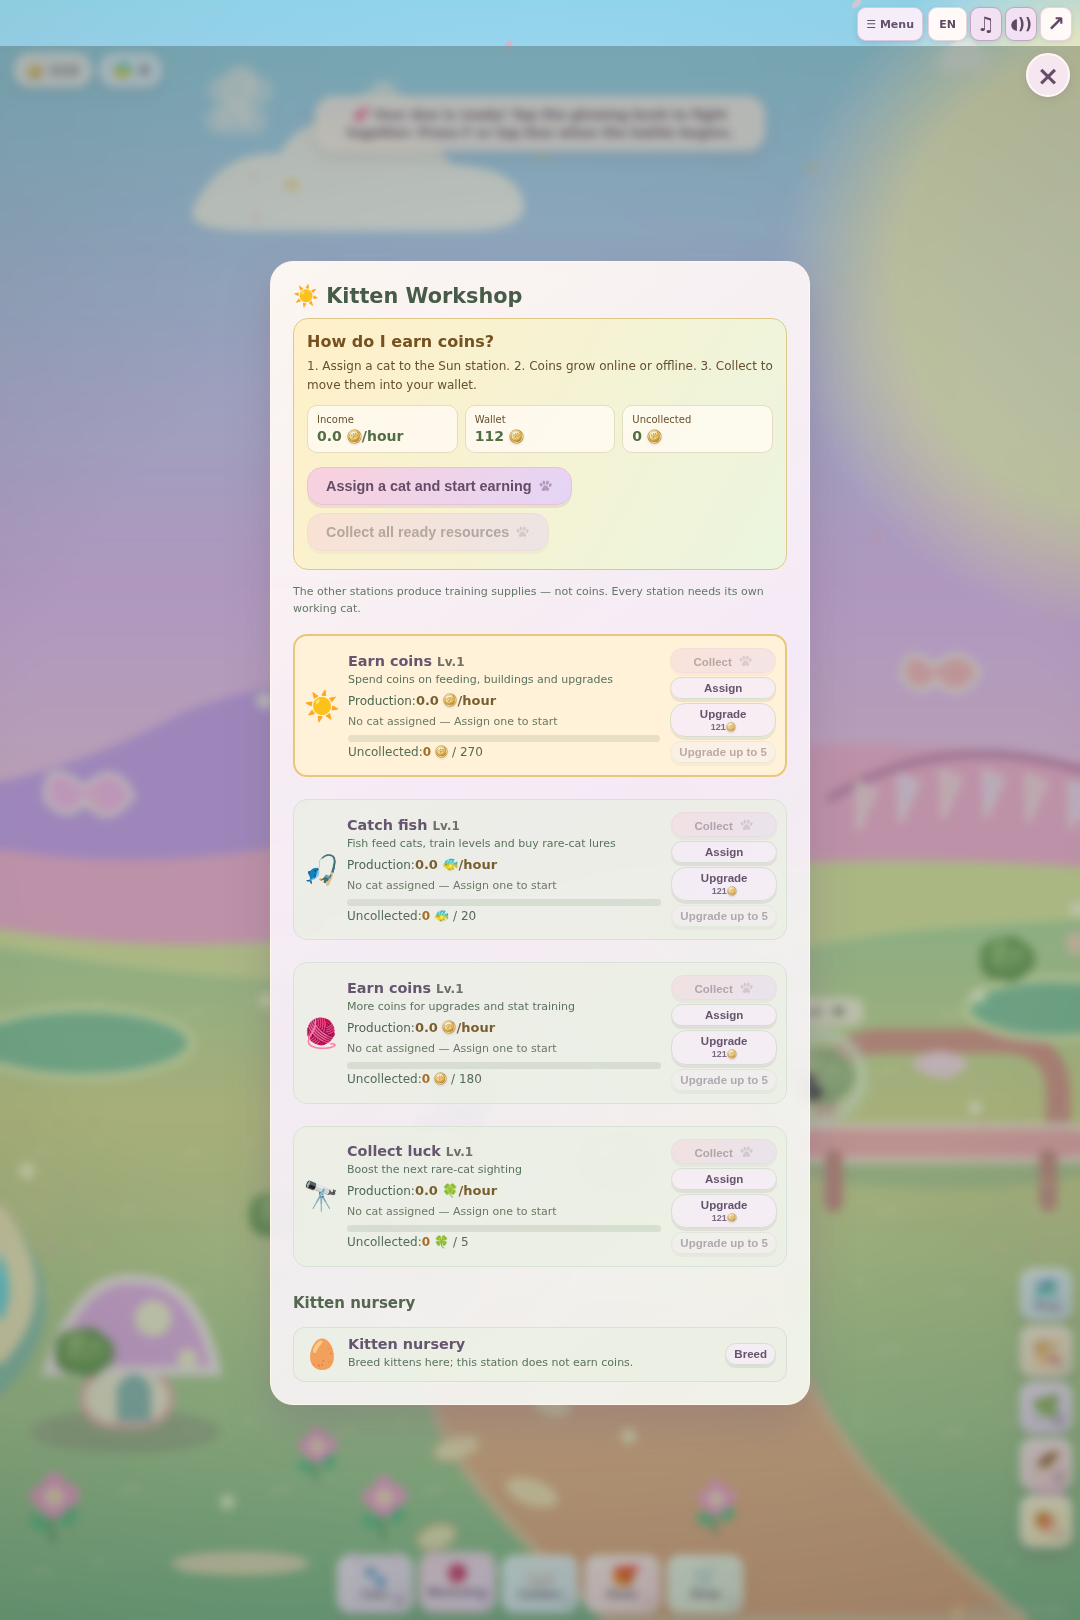 ☰ Menu
EN
☀️ Kitten Workshop
How do I earn coins?
1. Assign a cat to the Sun station. 2. Coins grow online or offline. 3. Collect to
move them into your wallet.
Income
0.0 /hour
Wallet
112
Uncollected
0
Assign a cat and start earning
Collect all ready resources
The other stations produce training supplies — not coins. Every station needs its own
working cat.
Earn coins Lv.1
Spend coins on feeding, buildings and upgrades
Production:0.0 /hour
No cat assigned — Assign one to start
Uncollected:0 / 270
Collect
Assign
Upgrade
121
Upgrade up to 5
Catch fish Lv.1
Fish feed cats, train levels and buy rare-cat lures
Production:0.0 /hour
No cat assigned — Assign one to start
Uncollected:0 / 20
Collect
Assign
Upgrade
121
Upgrade up to 5
Earn coins Lv.1
More coins for upgrades and stat training
Production:0.0 /hour
No cat assigned — Assign one to start
Uncollected:0 / 180
Collect
Assign
Upgrade
121
Upgrade up to 5
Collect luck Lv.1
Boost the next rare-cat sighting
Production:0.0 /hour
No cat assigned — Assign one to start
Uncollected:0 / 5
Collect
Assign
Upgrade
121
Upgrade up to 5
Kitten nursery
Kitten nursery
Breed kittens here; this station does not earn coins.
Breed